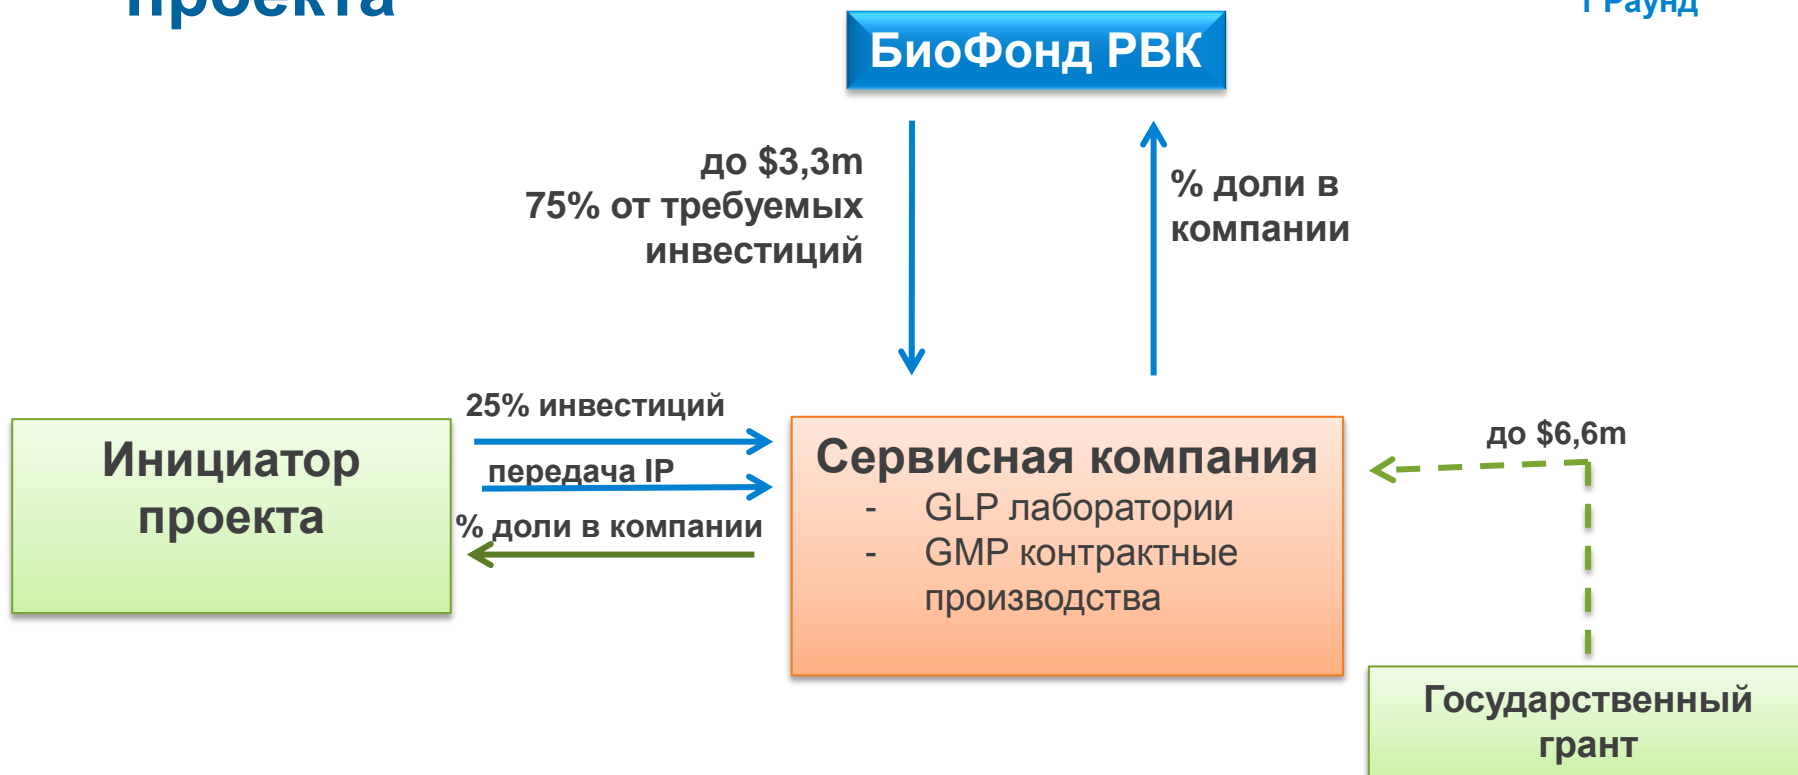 проекта
1 Раунд
БиоФонд РВК
до $3,3m
75% от требуемых
инвестиций
% доли в
компании
25% инвестиций
передача IP
% доли в компании
Инициатор
проекта
Сервисная компания
- GLP лаборатории
- GMP контрактные
производства
до $6,6m
Государственный
грант